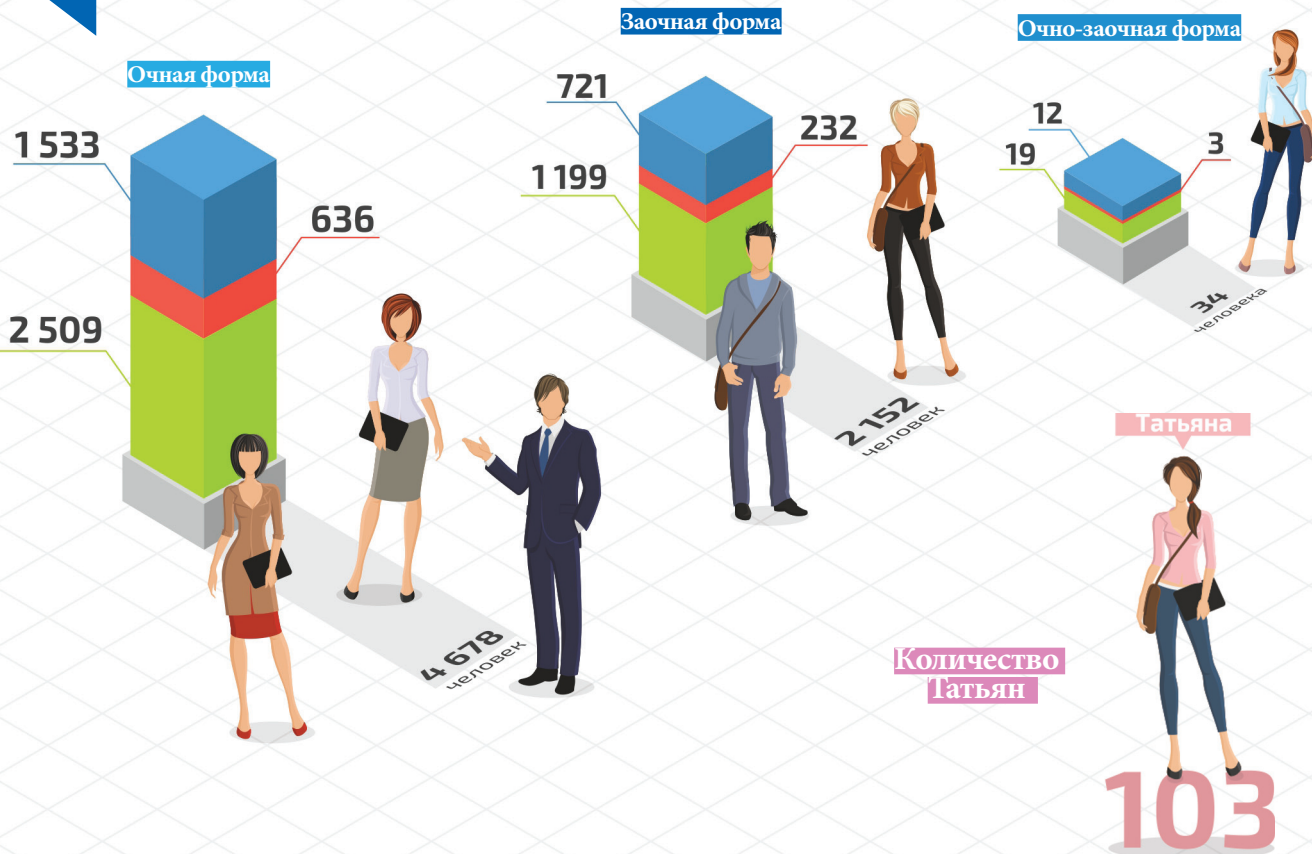 Очная форма
1 533
636
2 509
4 678
человек
Заочная форма
721
232
1 199
2 152
человек
Очно-заочная форма
12
3
19
34
человека
Татьяна
Количество
Татьян
103